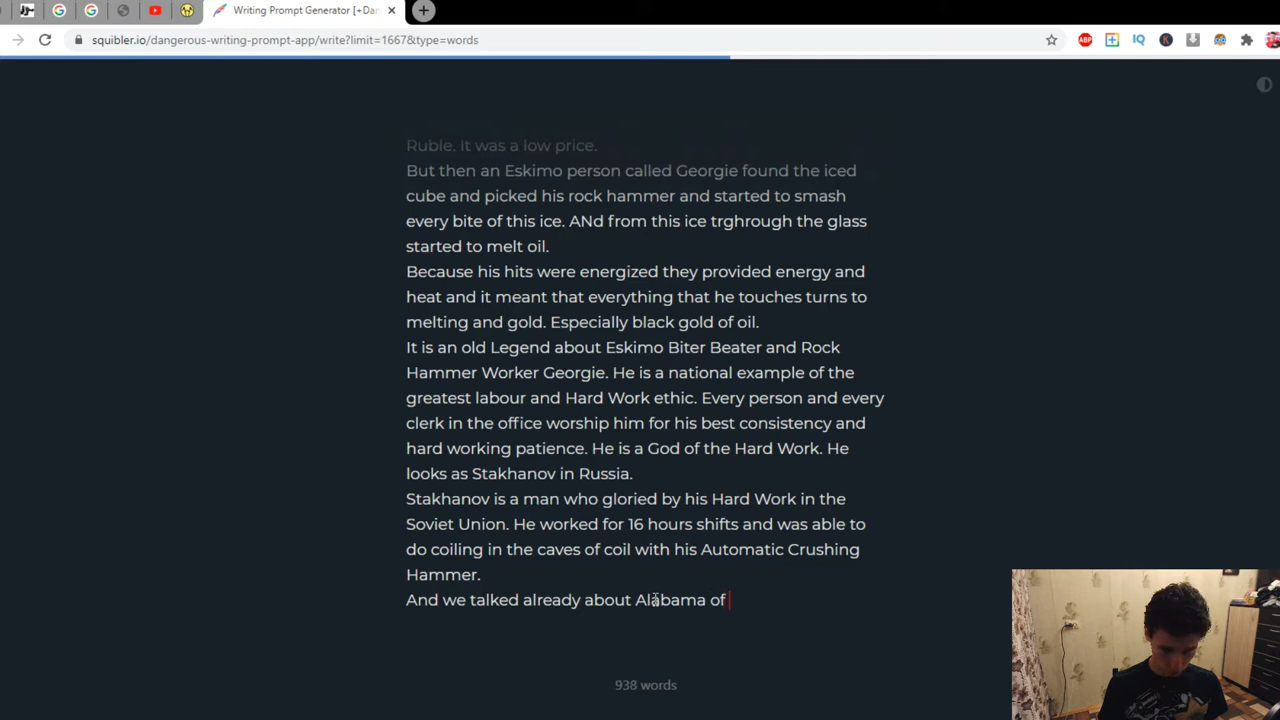 Writing Prompt Generator [+Dan
squibler.io/dangerous-writing-prompt-app/write?limit=1667&type=words
Ruble. It was a low price.
But then an Eskimo person called Georgie found the iced
cube and picked his rock hammer and started to smash
every bite of this ice. ANd from this ice trghrough the glass
started to melt oil.
Because his hits were energized they provided energy and
heat and it meant that everything that he touches turns to
melting and gold. Especially black gold of oil.
It is an old Legend about Eskimo Biter Beater and Rock
Hammer Worker Georgie. He is a national example of the
greatest labour and Hard Work ethic. Every person and every
clerk in the office worship him for his best consistency and
hard working patience. He is a God of the Hard Work. He
looks as Stakhanov in Russia.
Stakhanov is a man who gloried by his Hard Work in the
Soviet Union. He worked for 16 hours shifts and was able to
do coiling in the caves of coil with his Automatic Crushing
Hammer.
And we talked already about Alabama of
938 words